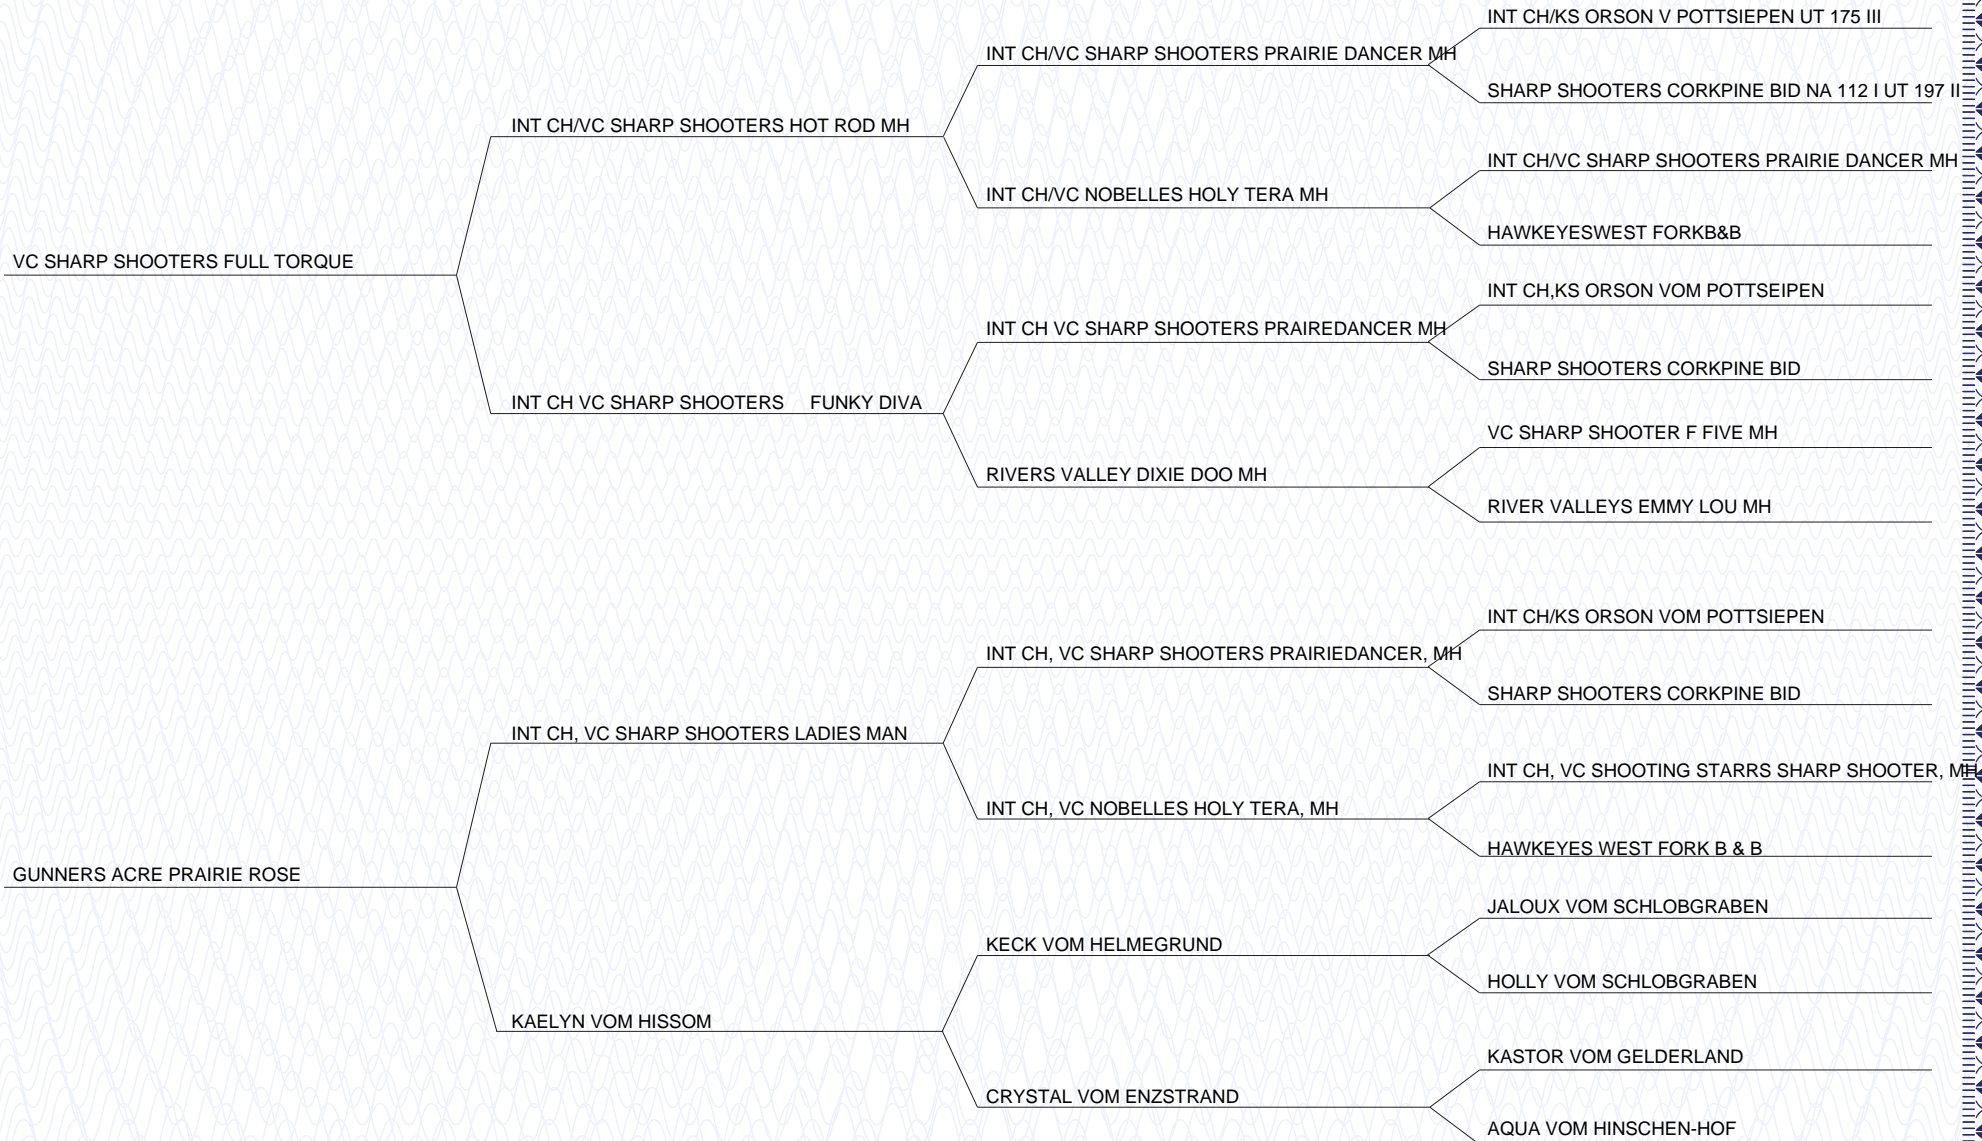 INT CH/KS ORSON V POTTSIEPEN UT 175 III
INT CH/VC SHARP SHOOTERS PRAIRIE DANCER MH
SHARP SHOOTERS CORKPINE BID NA 112 I UT 197 II
INT CH/VC SHARP SHOOTERS HOT ROD MH
INT CH/VC SHARP SHOOTERS PRAIRIE DANCER MH
INT CH/VC NOBELLES HOLY TERA MH
HAWKEYESWEST FORKB&B
VC SHARP SHOOTERS FULL TORQUE
INT CH,KS ORSON VOM POTTSEIPEN
INT CH VC SHARP SHOOTERS PRAIREDANCER MH
SHARP SHOOTERS CORKPINE BID
INT CH VC SHARP SHOOTERS FUNKY DIVA
VC SHARP SHOOTER F FIVE MH
RIVERS VALLEY DIXIE DOO MH
RIVER VALLEYS EMMY LOU MH
INT CH/KS ORSON VOM POTTSIEPEN
INT CH, VC SHARP SHOOTERS PRAIRIEDANCER, MH
SHARP SHOOTERS CORKPINE BID
INT CH, VC SHARP SHOOTERS LADIES MAN
INT CH, VC SHOOTING STARRS SHARP SHOOTER, MH
INT CH, VC NOBELLES HOLY TERA, MH
HAWKEYES WEST FORK B & B
GUNNERS ACRE PRAIRIE ROSE
JALOUX VOM SCHLOBGRABEN
KECK VOM HELMEGRUND
HOLLY VOM SCHLOBGRABEN
KAELYN VOM HISSOM
KASTOR VOM GELDERLAND
CRYSTAL VOM ENZSTRAND
AQUA VOM HINSCHEN-HOF